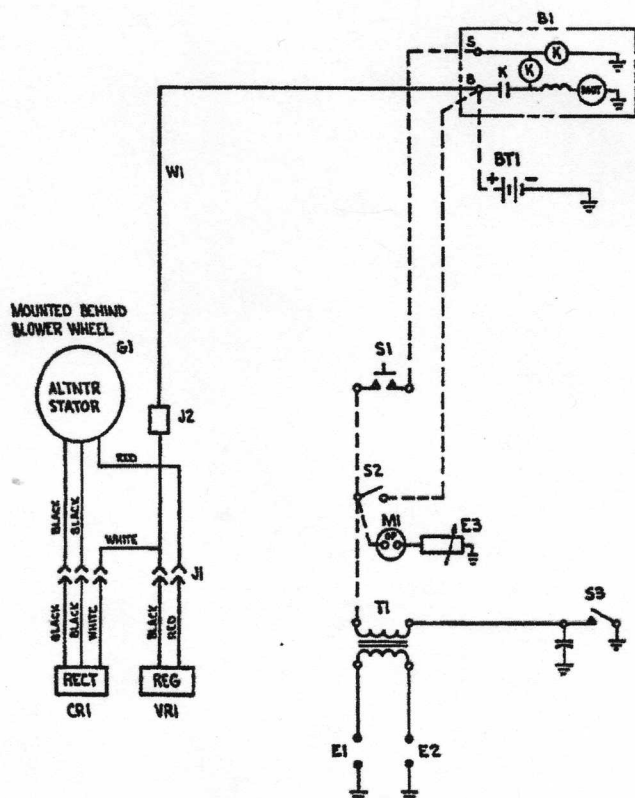 B1
S
K
K
B
K
MOT
BT1
+
-
W1
MOUNTED BEHIND
BLOWER WHEEL
G1
ALTNTR
STATOR
S1
J2
RED
S2
BLACK
BLACK
M1
OP
E3
WHITE
J1
BLACK
BLACK
WHITE
BLACK
RED
T1
S3
RECT
REG
CR1
VR1
E1
E2